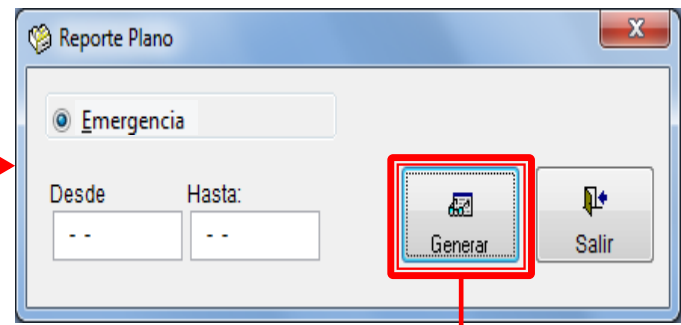 Reporte Plano
X
Emergencia
Desde Hasta:
- - - -
Generar Salir